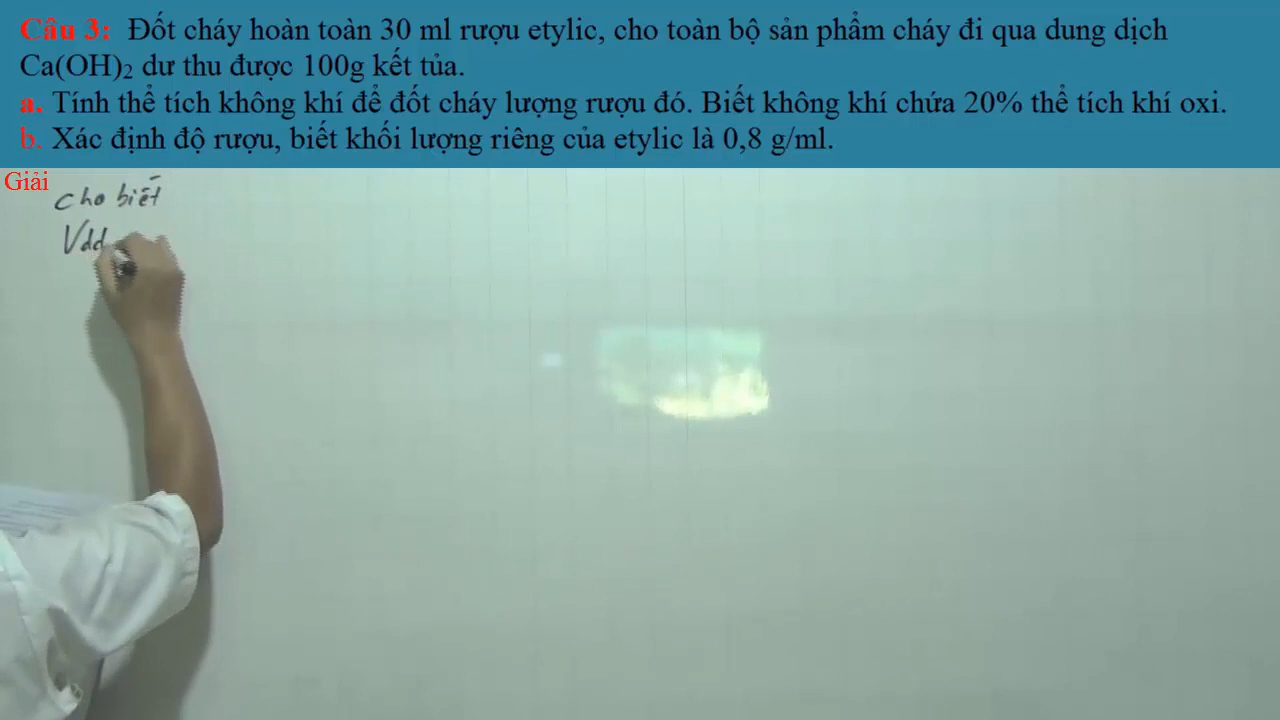 Câu 3: Đốt cháy hoàn toàn 30 ml rượu etylic, cho toàn bộ sản phẩm cháy đi qua dung dịch
Ca(OH)₂ dư thu được 100g kết tủa.
a. Tính thể tích không khí để đốt cháy lượng rượu đó. Biết không khí chứa 20% thể tích khí oxi.
b. Xác định độ rượu, biết khối lượng riêng của etylic là 0,8 g/ml.
Giải
cho biết
Vdd